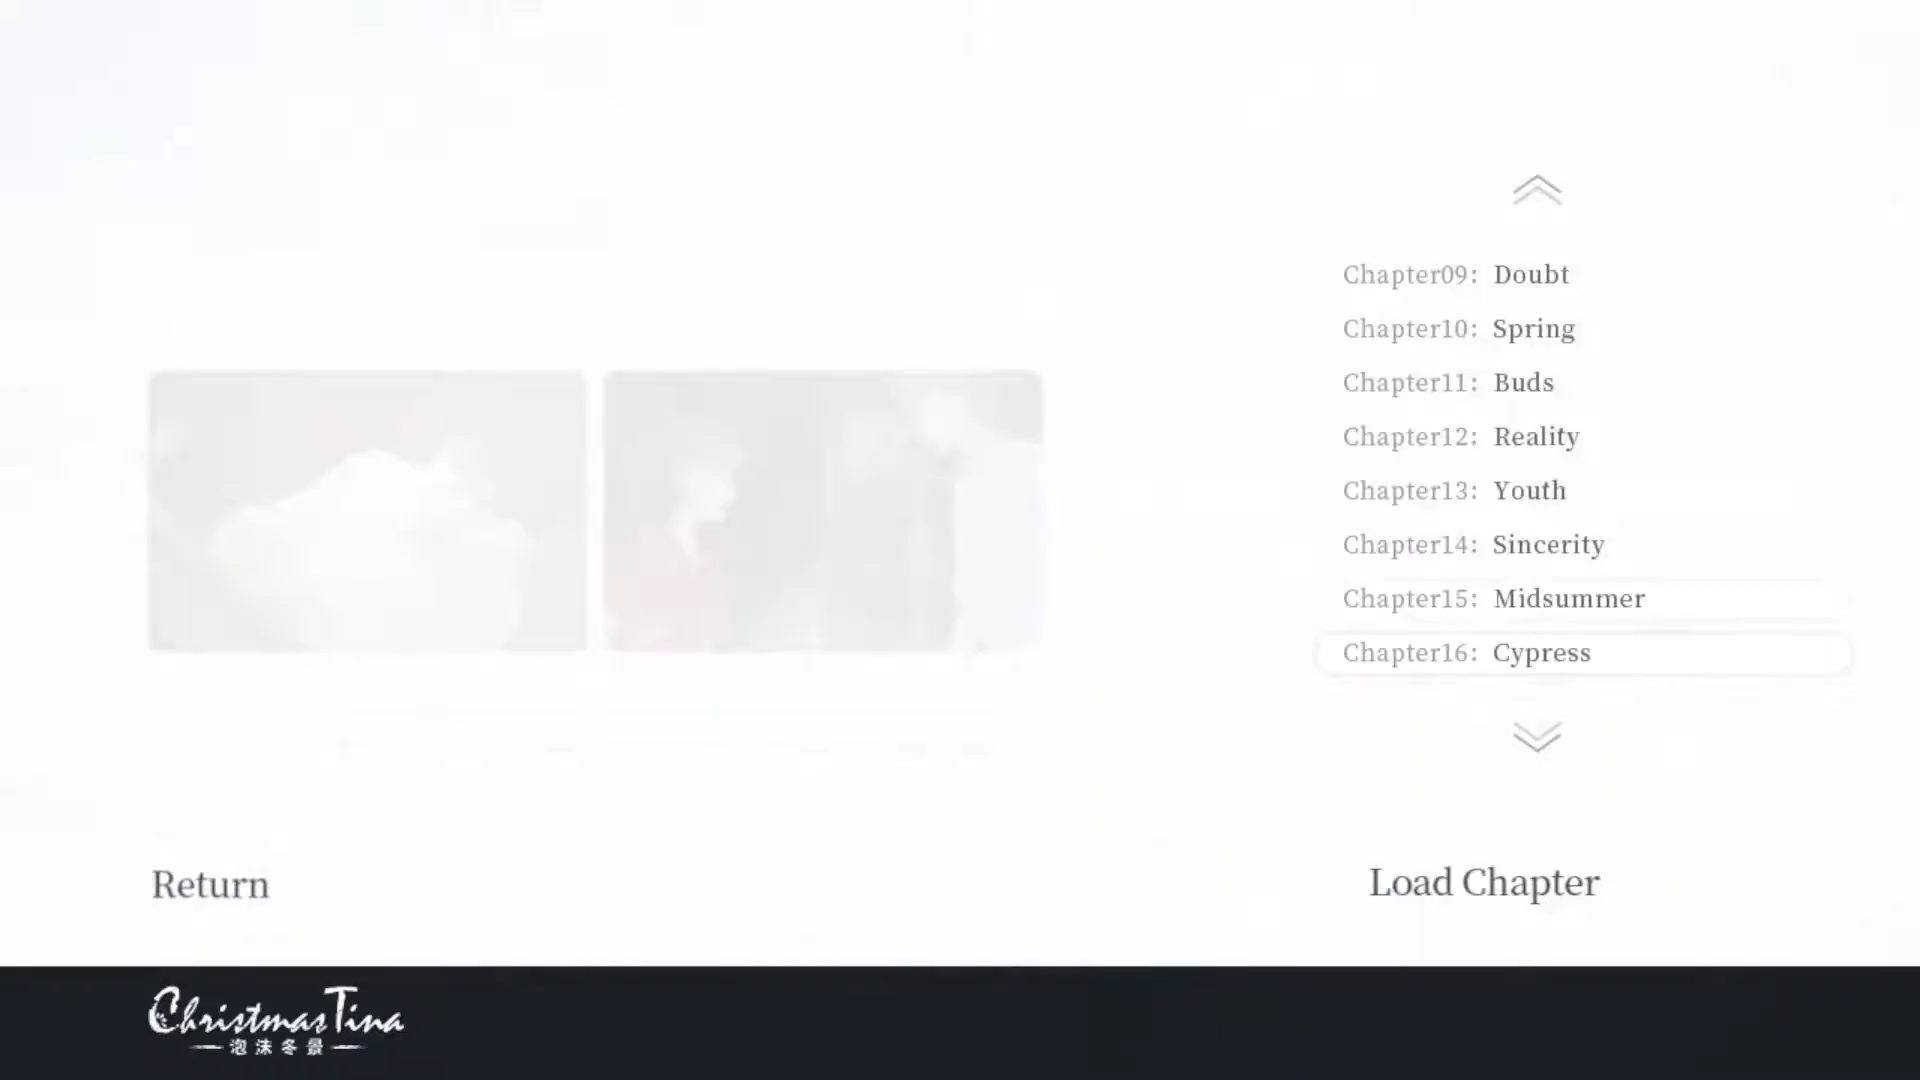 Chapter09: Doubt
Chapter10: Spring
Chapter11: Buds
Chapter12: Reality
Chapter13: Youth
Chapter14: Sincerity
Chapter15: Midsummer
Chapter16: Cypress
Return
Load Chapter
ChristmasTina
泡沫冬景